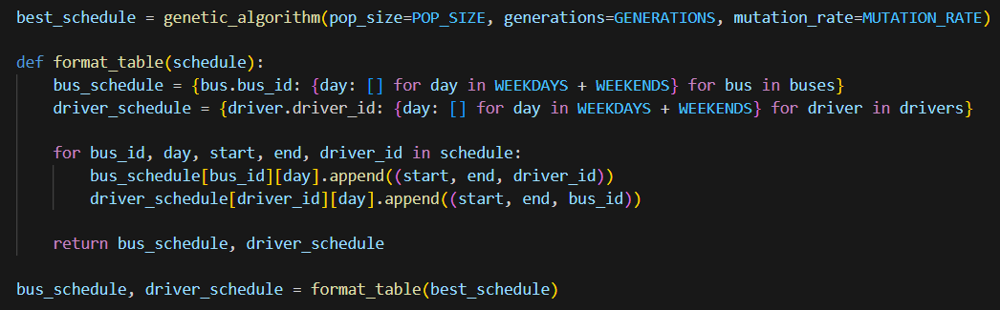 best_schedule = genetic_algorithm(pop_size=POP_SIZE, generations=GENERATIONS, mutation_rate=MUTATION_RATE)
def format_table(schedule):
    bus_schedule = {bus.bus_id: {day: [] for day in WEEKDAYS + WEEKENDS} for bus in buses}
    driver_schedule = {driver.driver_id: {day: [] for day in WEEKDAYS + WEEKENDS} for driver in drivers}
    for bus_id, day, start, end, driver_id in schedule:
        bus_schedule[bus_id][day].append((start, end, driver_id))
        driver_schedule[driver_id][day].append((start, end, bus_id))
    return bus_schedule, driver_schedule
bus_schedule, driver_schedule = format_table(best_schedule)